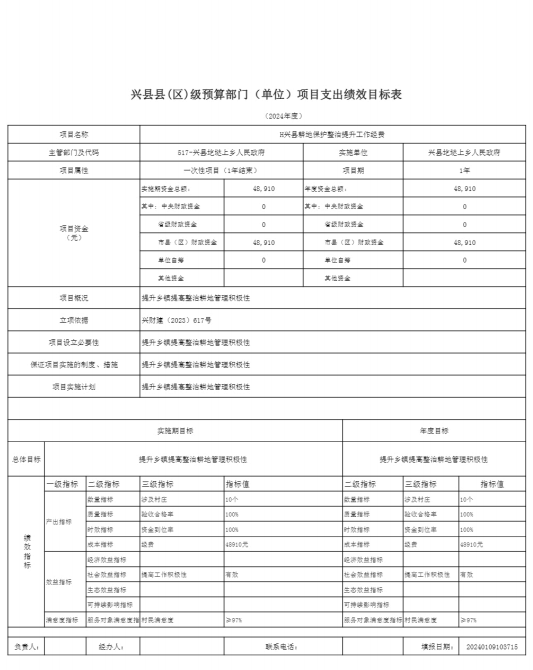 兴县县(区)级预算部门（单位）项目支出绩效目标表
（2024年度）
项目名称 H兴县耕地保护整治提升工作经费
主管部门及代码 517-兴县圪垯上乡人民政府 实施单位 兴县圪垯上乡人民政府
项目属性 一次性项目（1年结束） 项目期 1年
项目资金（元） 实施期资金总额： 48,910 年度资金总额： 48,910
其中：中央财政资金 0 其中：中央财政资金 0
省级财政资金 0 省级财政资金 0
市县（区）财政资金 48,910 市县（区）财政资金 48,910
单位自筹 0 单位自筹 0
其他资金 其他资金
项目概况 提升乡镇提高整治耕地管理积极性
立项依据 兴财建（2023）617号
项目设立必要性 提升乡镇提高整治耕地管理积极性
保证项目实施的制度、措施 提升乡镇提高整治耕地管理积极性
项目实施计划 提升乡镇提高整治耕地管理积极性
实施期目标 年度目标
总体目标 提升乡镇提高整治耕地管理积极性 提升乡镇提高整治耕地管理积极性
绩效指标 一级指标 二级指标 三级指标 指标值 二级指标 三级指标 指标值
产出指标 数量指标 涉及村庄 10个 数量指标 涉及村庄 10个
质量指标 验收合格率 100% 质量指标 验收合格率 100%
时效指标 资金到位率 100% 时效指标 资金到位率 100%
成本指标 经费 48910元 成本指标 经费 48910元
效益指标 经济效益指标 经济效益指标
社会效益指标 提高工作积极性 有效 社会效益指标 提高工作积极性 有效
生态效益指标 生态效益指标
可持续影响指标 可持续影响指标
满意度指标 服务对象满意度指 村民满意度 ≥97% 服务对象满意度指标 村民满意度 ≥97%
负责人： 经办人： 联系电话： 填报日期： 20240109103715